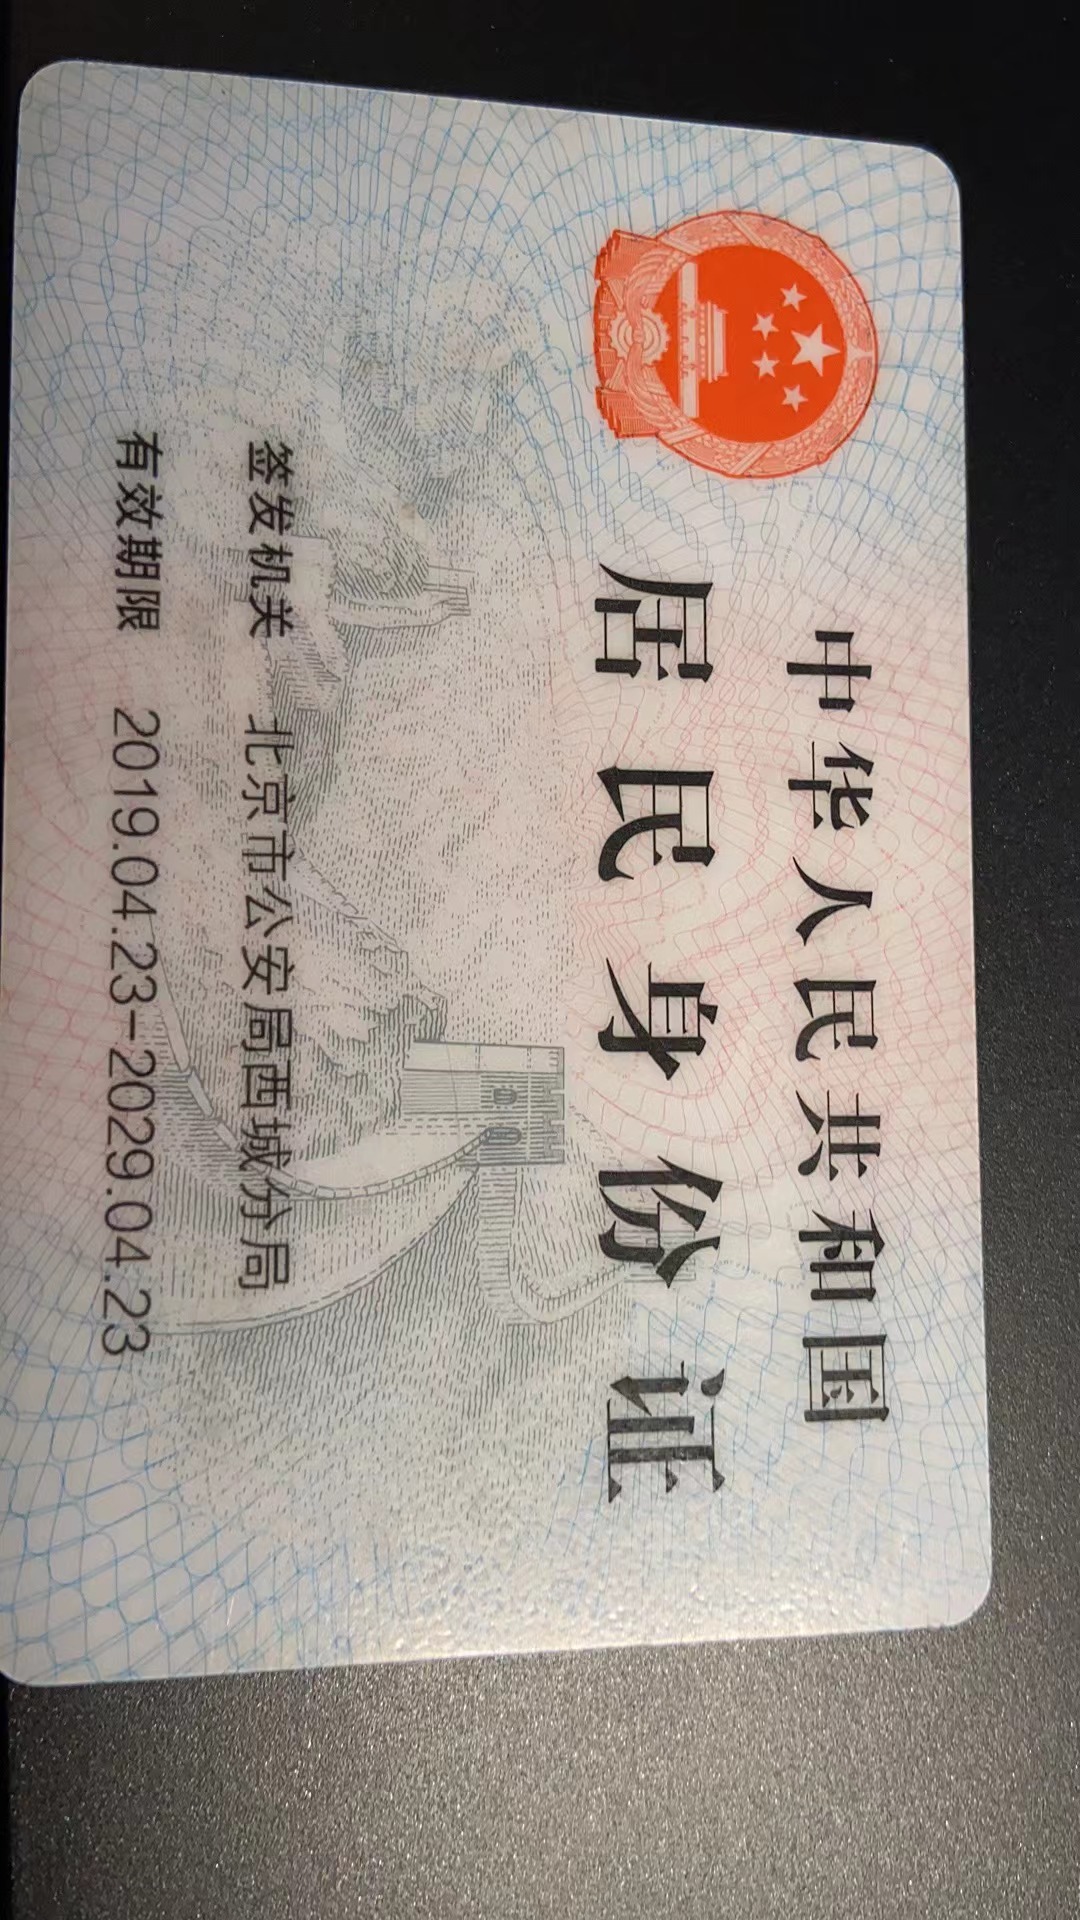 中华人民共和国
居民身份证
签发机关 北京市公安局西城分局
有效期限 2019.04.23-2029.04.23